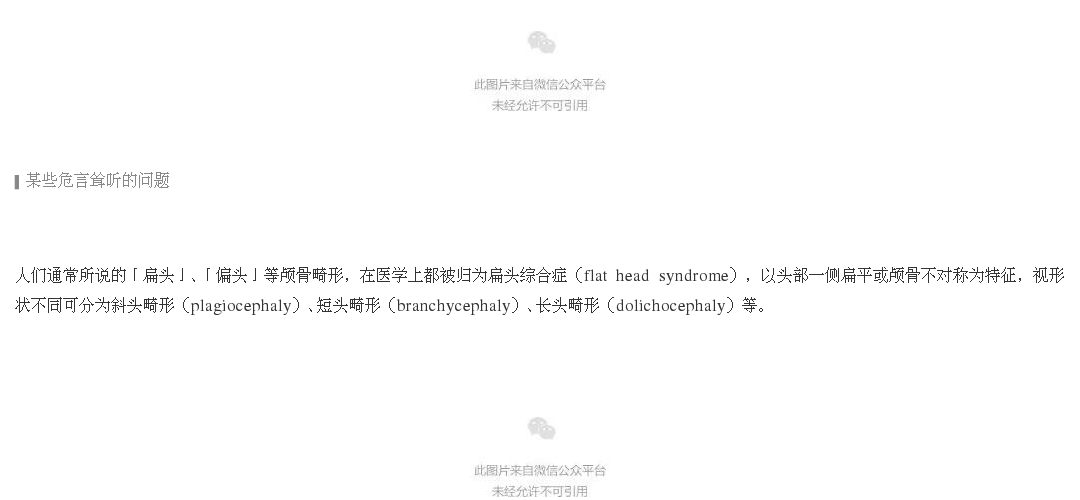 此图片来自微信公众平台
未经允许不可引用
某些危言耸听的问题
人们通常所说的「扁头」、「偏头」等颅骨畸形，在医学上都被归为扁头综合症（flat head syndrome），以头部一侧扁平或颅骨不对称为特征，视形
状不同可分为斜头畸形（plagiocephaly）、短头畸形（branchycephaly）、长头畸形（dolichocephaly）等。
此图片来自微信公众平台
未经允许不可引用